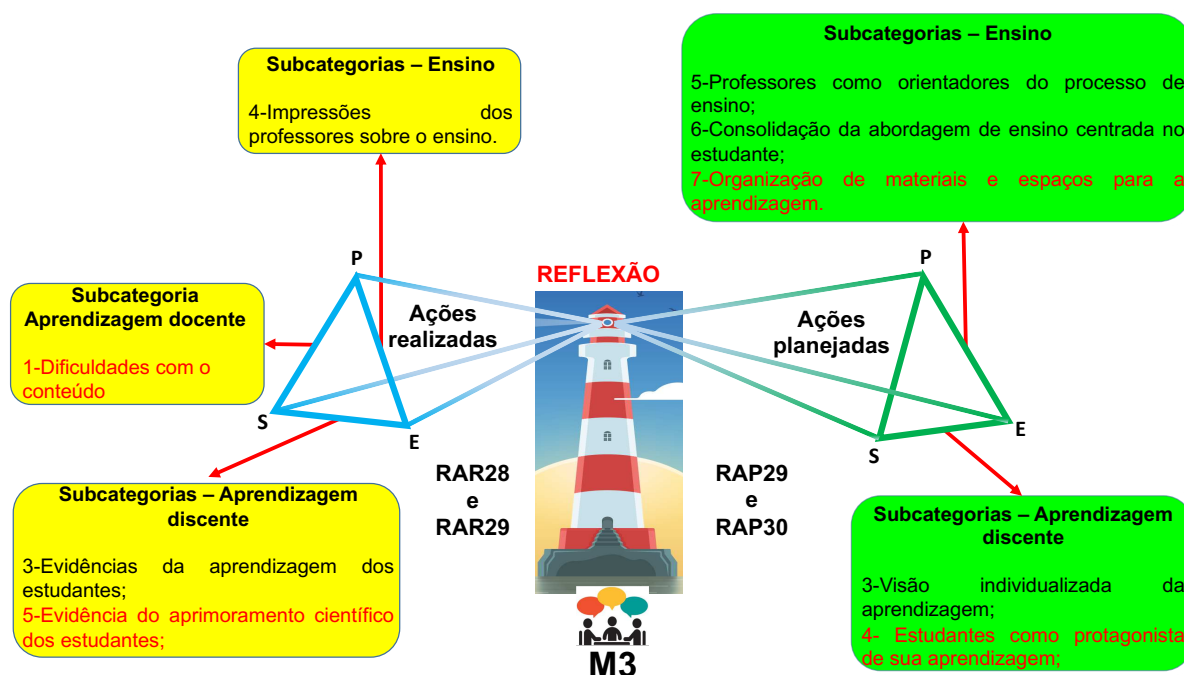 Subcategorias – Ensino
4-Impressões dos
professores sobre o ensino.
Subcategorias – Ensino
5-Professores como orientadores do processo de
ensino;
6-Consolidação da abordagem de ensino centrada no
estudante;
7-Organização de materiais e espaços para a
aprendizagem.
P
REFLEXÃO
P
Subcategoria
Aprendizagem docente
1-Dificuldades com o
conteúdo
Ações
realizadas
Ações
planejadas
S
E
S
E
RAR28
e
RAR29
RAP29
e
RAP30
Subcategorias – Aprendizagem
discente
3-Evidências da aprendizagem dos
estudantes;
5-Evidência do aprimoramento científico
dos estudantes;
Subcategorias – Aprendizagem
discente
3-Visão individualizada da
aprendizagem;
4- Estudantes como protagonista
de sua aprendizagem;
M3